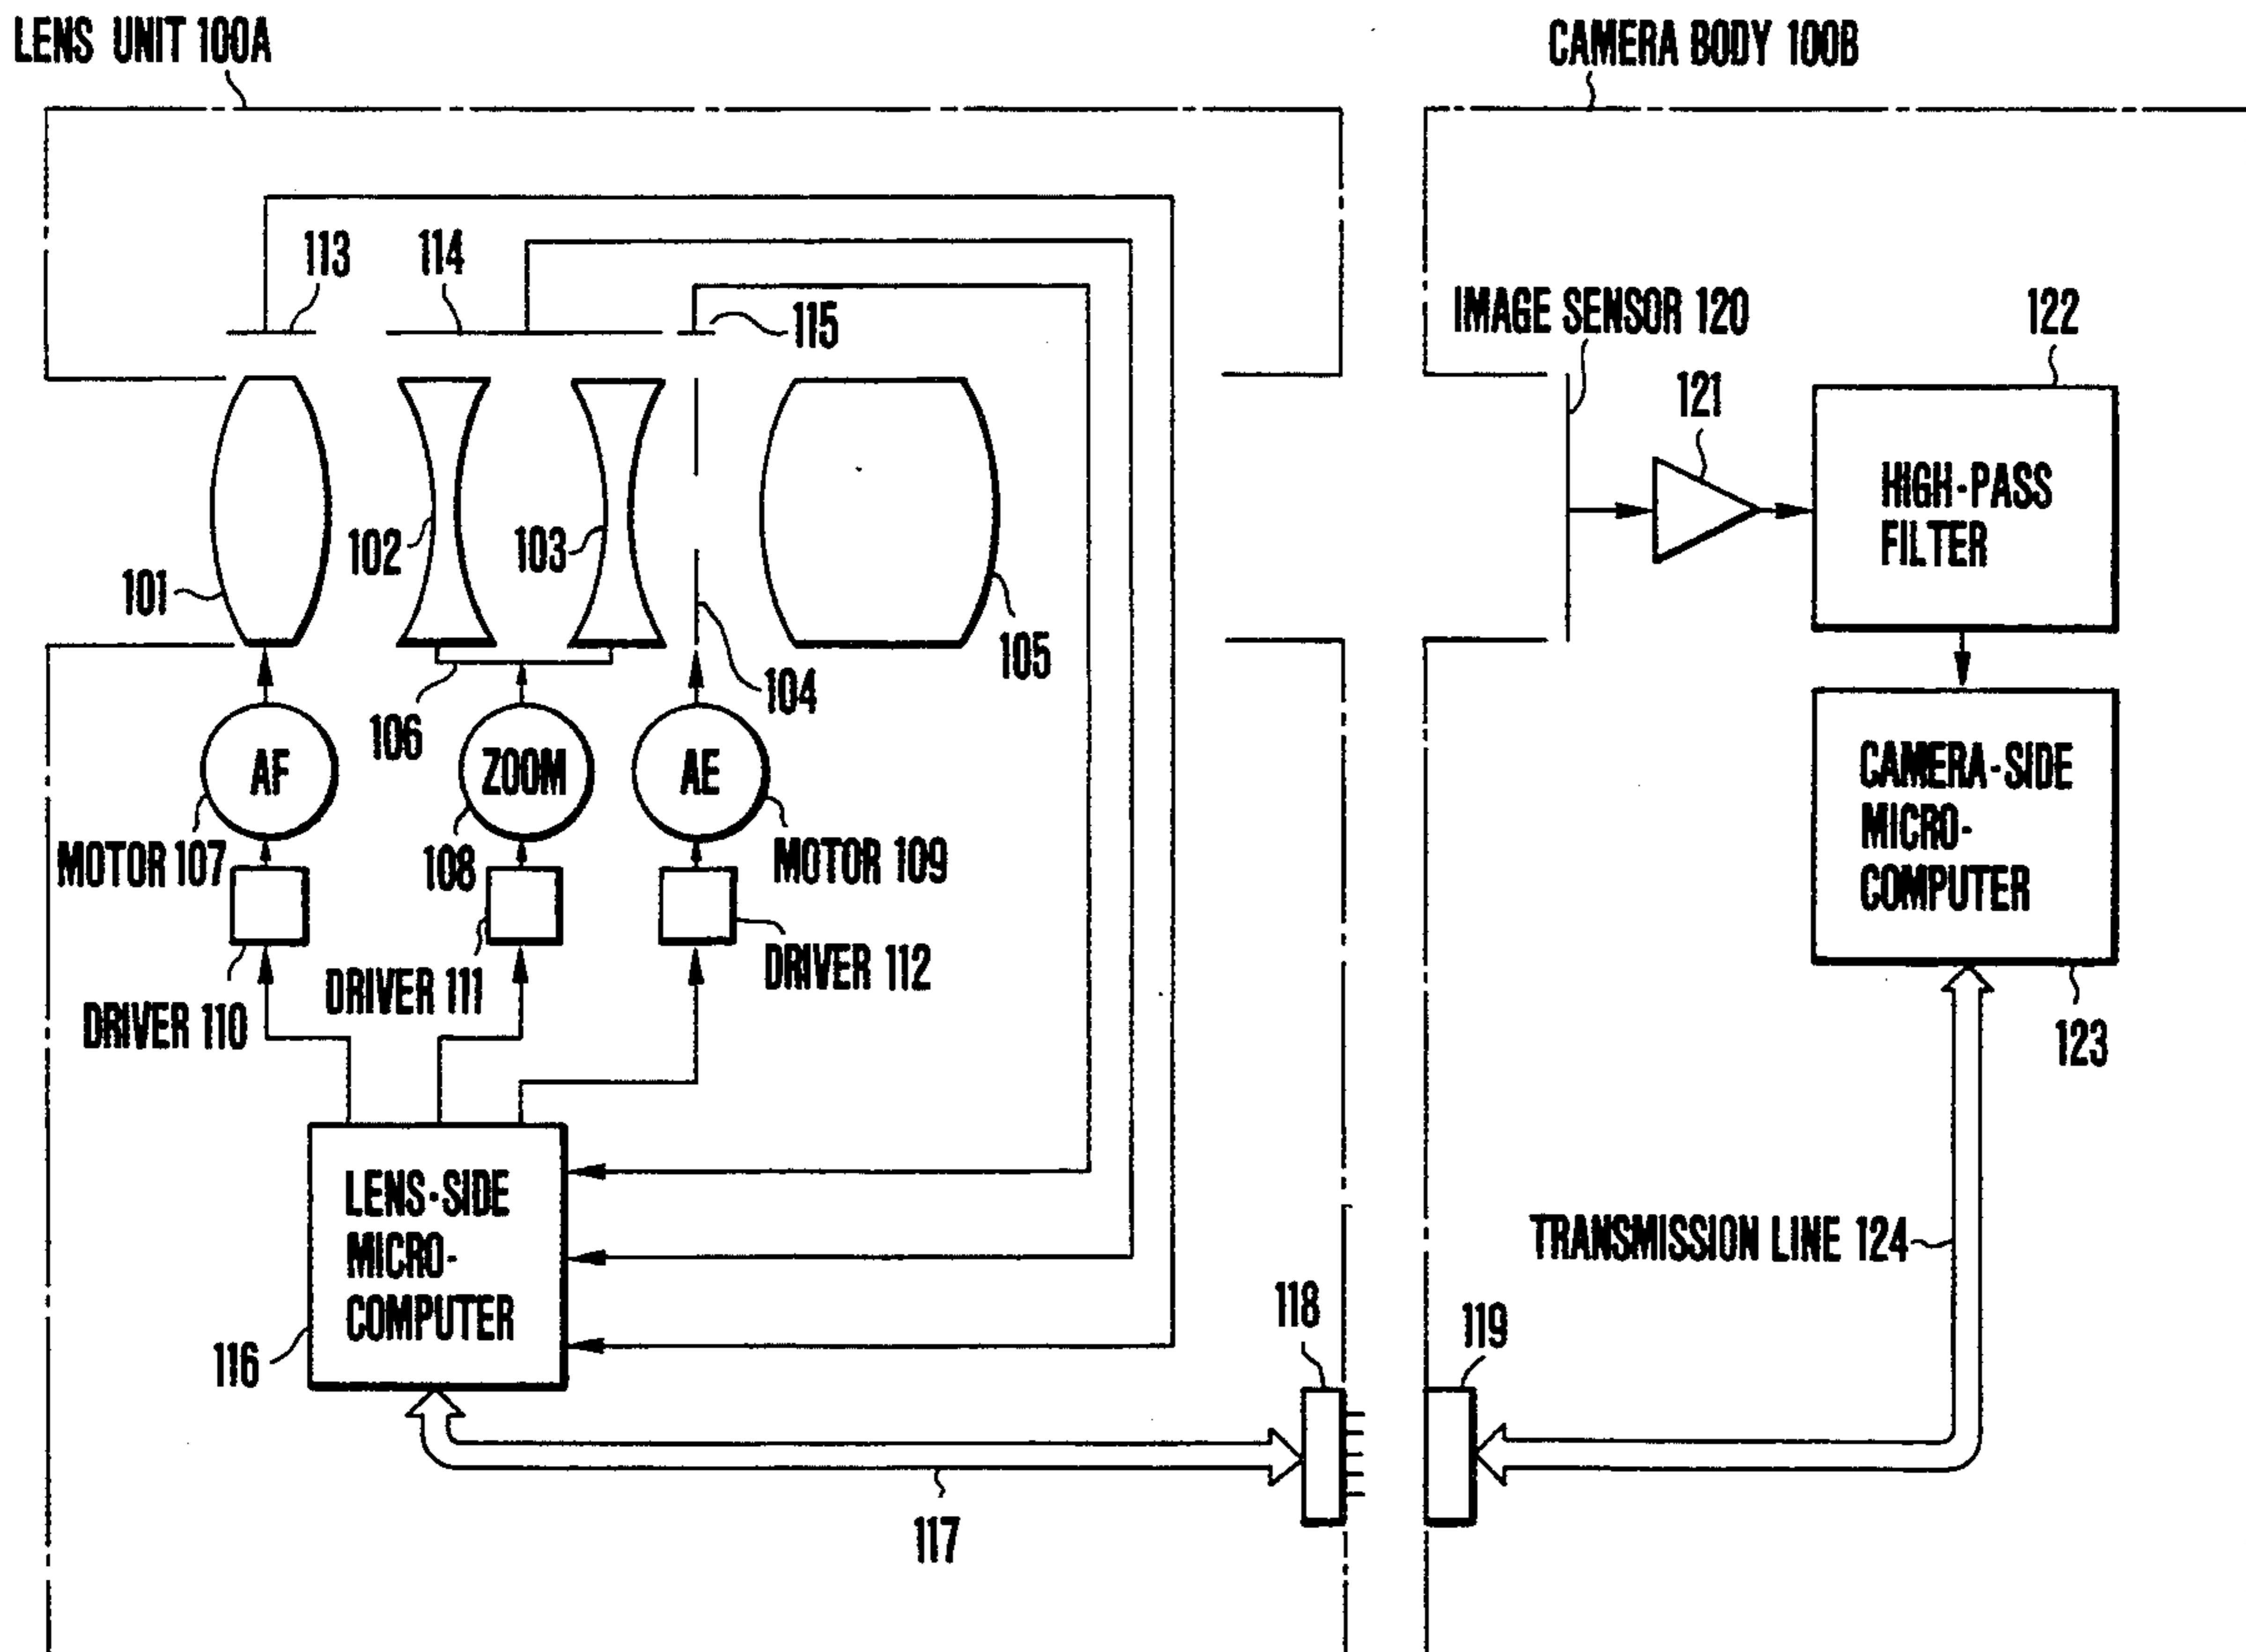 LENS UNIT 100A
CAMERA BODY 100B
113
114
115
IMAGE SENSOR 120
121
122
HIGH-PASS
FILTER
101
102
103
104
105
106
AF
ZOOM
AE
MOTOR 107
108
MOTOR 109
DRIVER 110
DRIVER 111
DRIVER 112
CAMERA-SIDE
MICRO-
COMPUTER
123
LENS-SIDE
MICRO-
COMPUTER
116
TRANSMISSION LINE 124
118
119
117